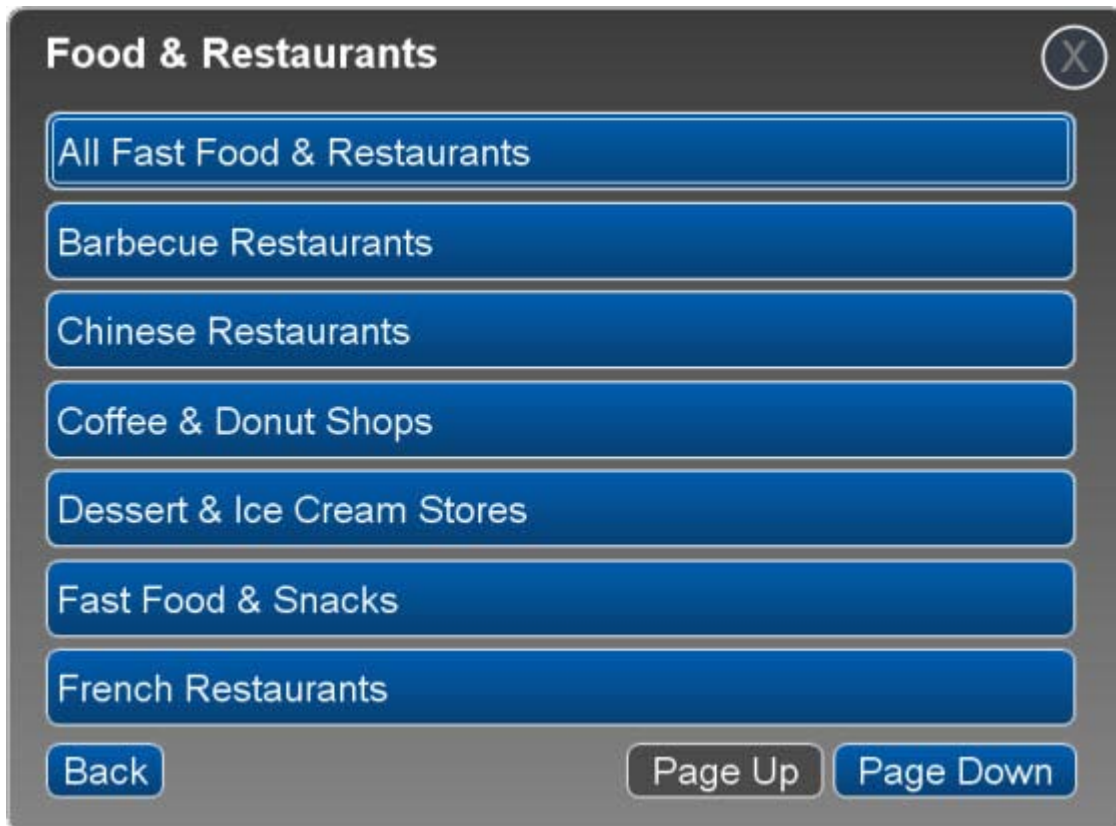 Food & Restaurants
X
All Fast Food & Restaurants
Barbecue Restaurants
Chinese Restaurants
Coffee & Donut Shops
Dessert & Ice Cream Stores
Fast Food & Snacks
French Restaurants
Back Page Up Page Down